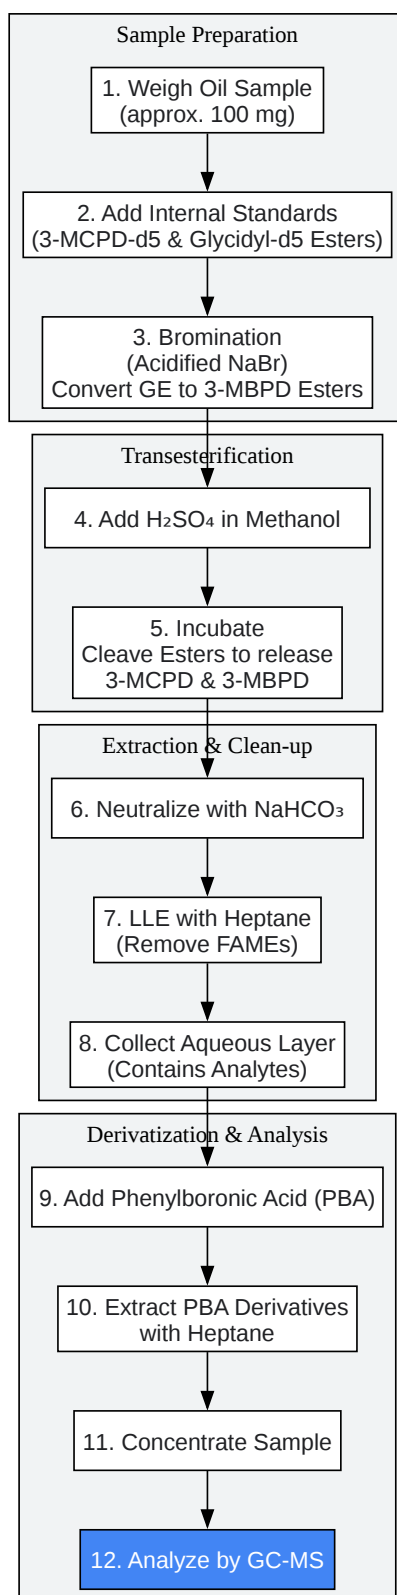 Sample Preparation
1. Weigh Oil Sample
(approx. 100 mg)
2. Add Internal Standards
(3-MCPD-d5 & Glycidyl-d5 Esters)
3. Bromination
(Acidified NaBr)
Convert GE to 3-MBPD Esters
Transesterification
4. Add H₂SO₄ in Methanol
5. Incubate
Cleave Esters to release
3-MCPD & 3-MBPD
Extraction & Clean-up
6. Neutralize with NaHCO₃
7. LLE with Heptane
(Remove FAMEs)
8. Collect Aqueous Layer
(Contains Analytes)
Derivatization & Analysis
9. Add Phenylboronic Acid (PBA)
10. Extract PBA Derivatives
with Heptane
11. Concentrate Sample
12. Analyze by GC-MS